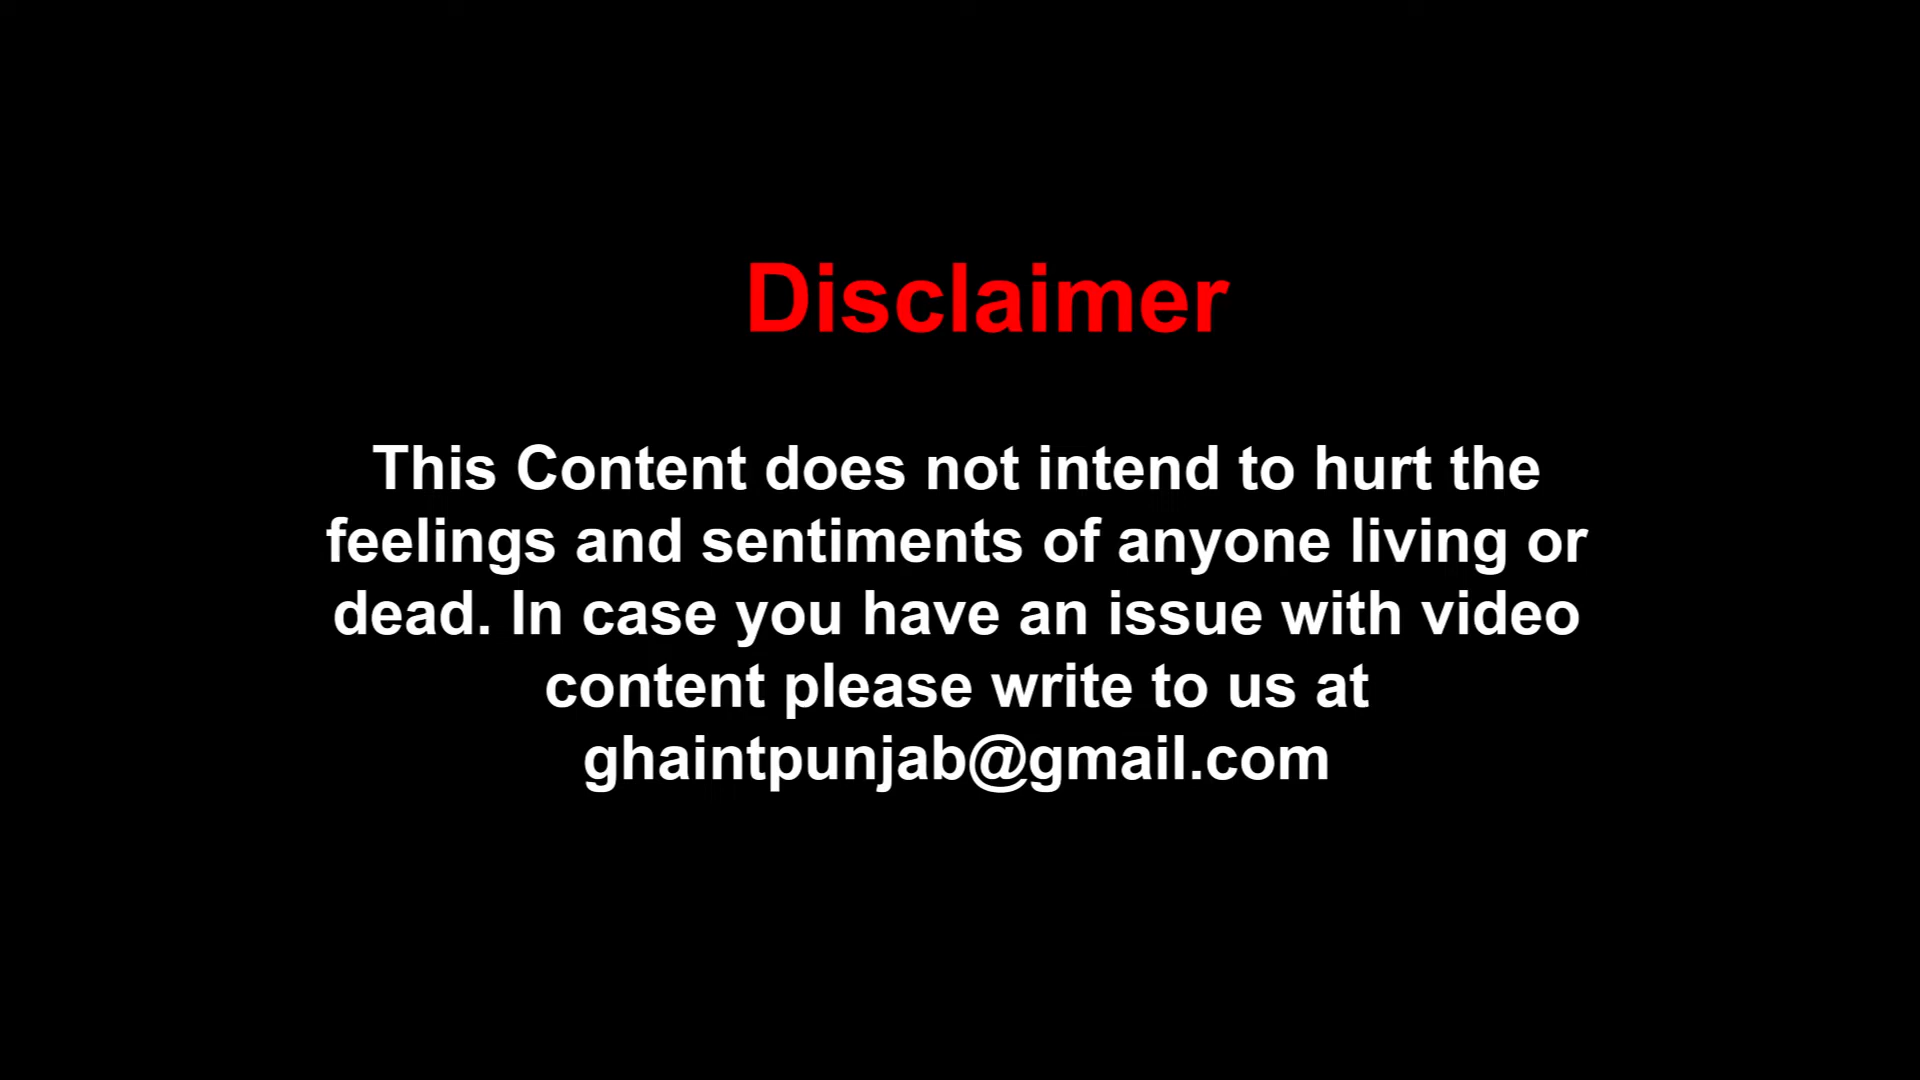 Disclaimer
This Content does not intend to hurt the
feelings and sentiments of anyone living or
dead. In case you have an issue with video
content please write to us at
ghaintpunjab@gmail.com